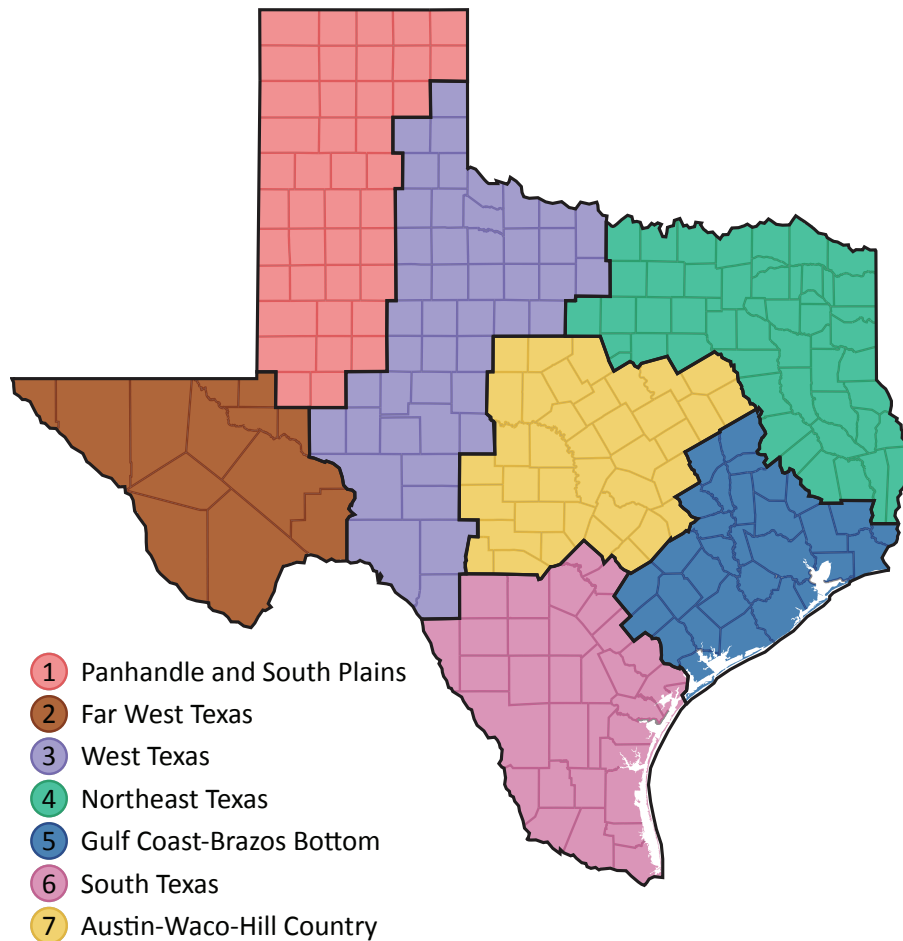 1 Panhandle and South Plains
2 Far West Texas
3 West Texas
4 Northeast Texas
5 Gulf Coast-Brazos Bottom
6 South Texas
7 Austin-Waco-Hill Country